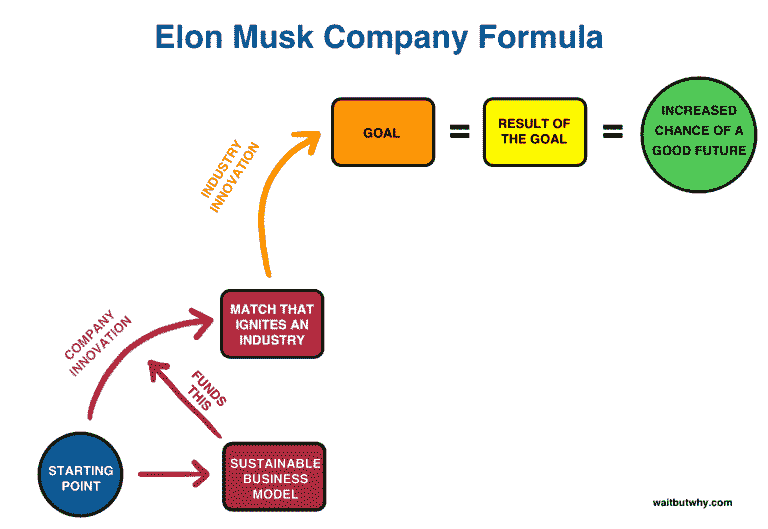 Elon Musk Company Formula
GOAL
RESULT OF
THE GOAL
INCREASED
CHANCE OF A
GOOD FUTURE
=
=
INDUSTRY
INNOVATION
MATCH THAT
IGNITES AN
INDUSTRY
COMPANY
INNOVATION
FUNDS
THIS
STARTING
POINT
SUSTAINABLE
BUSINESS
MODEL
waitbutwhy.com